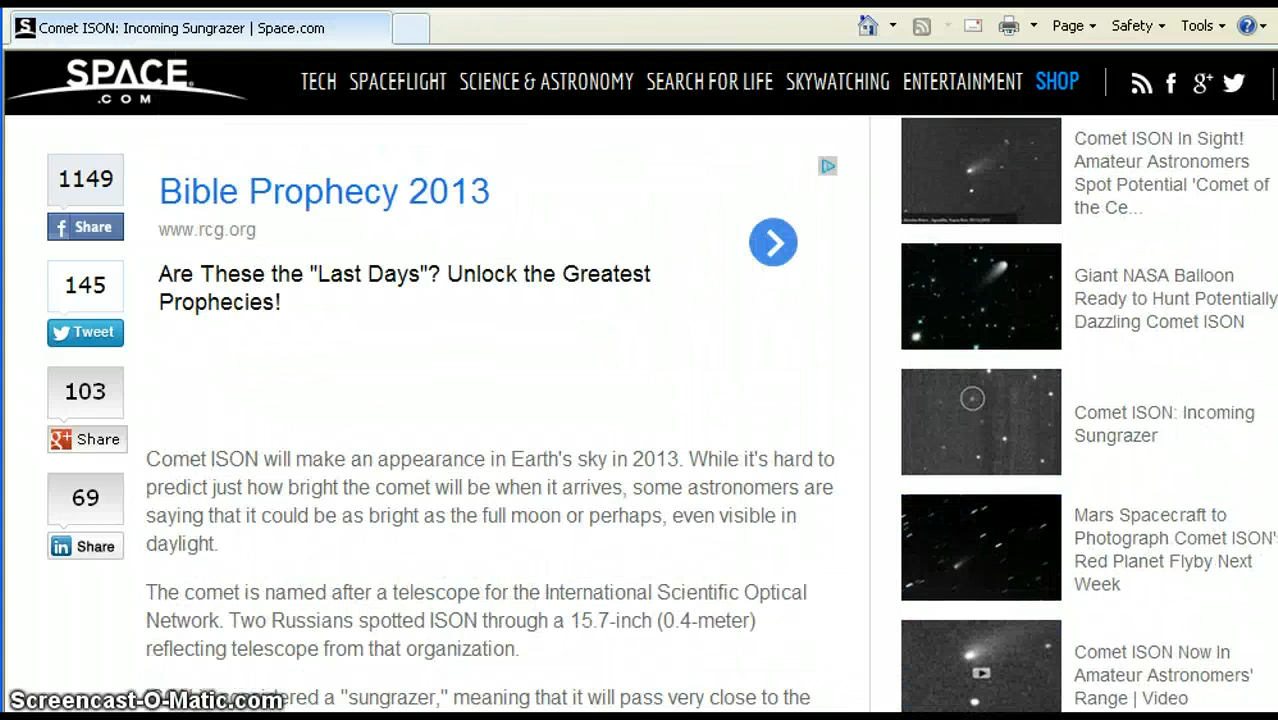 Comet ISON: Incoming Sungrazer | Space.com
Page
Safety
Tools
SPACE
.COM
TECH SPACEFLIGHT SCIENCE & ASTRONOMY SEARCH FOR LIFE SKYWATCHING ENTERTAINMENT SHOP
1149
Share
145
Tweet
103
Share
69
Share
Bible Prophecy 2013
www.rcg.org
Are These the "Last Days"? Unlock the Greatest
Prophecies!
Comet ISON will make an appearance in Earth's sky in 2013. While it's hard to
predict just how bright the comet will be when it arrives, some astronomers are
saying that it could be as bright as the full moon or perhaps, even visible in
daylight.
The comet is named after a telescope for the International Scientific Optical
Network. Two Russians spotted ISON through a 15.7-inch (0.4-meter)
reflecting telescope from that organization.
a "sungrazer," meaning that it will pass very close to the
Comet ISON In Sight!
Amateur Astronomers
Spot Potential 'Comet of
the Ce...
Giant NASA Balloon
Ready to Hunt Potentially
Dazzling Comet ISON
Comet ISON: Incoming
Sungrazer
Mars Spacecraft to
Photograph Comet ISON's
Red Planet Flyby Next
Week
Comet ISON Now In
Amateur Astronomers'
Range | Video
Screencast-O-Matic.com